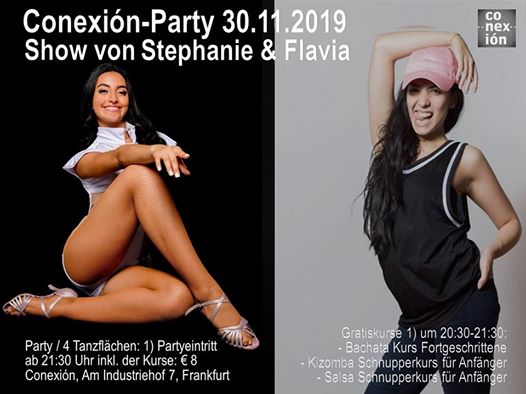 Conexión-Party 30.11.2019
Show von Stephanie & Flavia
co
nex
ión
Party / 4 Tanzflächen: 1) Partyeintritt
ab 21:30 Uhr inkl. der Kurse: € 8
Conexión, Am Industriehof 7, Frankfurt
Gratiskurse 1) um 20:30-21:30:
- Bachata Kurs Fortgeschrittene
- Kizomba Schnupperkurs für Anfänger
- Salsa Schnupperkurs für Anfänger